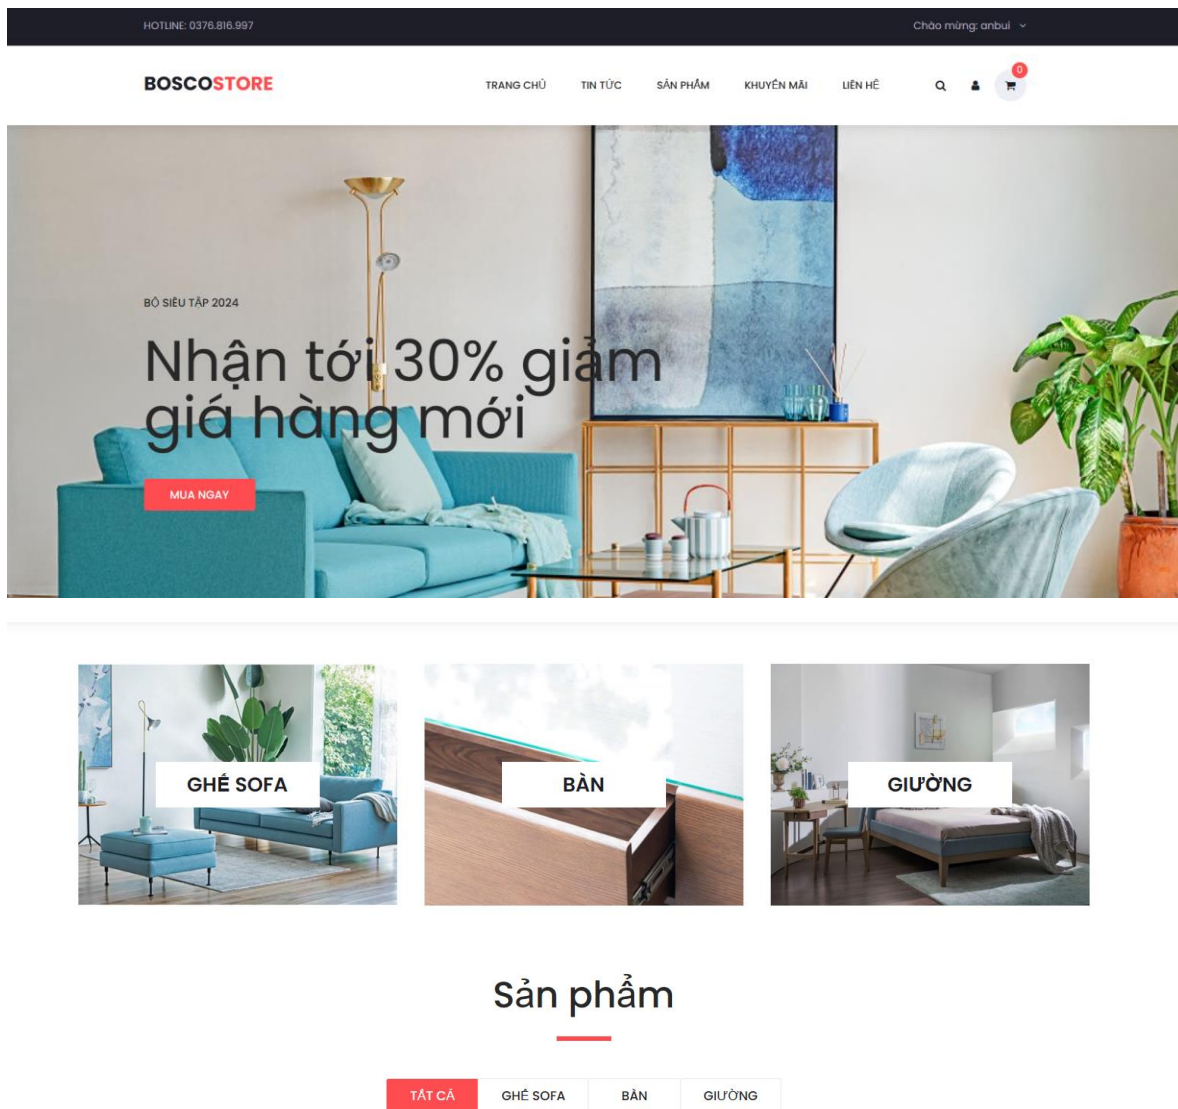 HOTLINE: 0376.816.997
Chào mừng: anbui
BOSCOSTORE
TRANG CHỦ TIN TỨC SẢN PHẨM KHUYẾN MÃI LIÊN HỆ
0
BỘ SIÊU TẬP 2024
Nhận tới 30% giảm
giá hàng mới
MUA NGAY
GHẾ SOFA
BÀN
GIƯỜNG
Sản phẩm
TẤT CẢ GHẾ SOFA BÀN GIƯỜNG